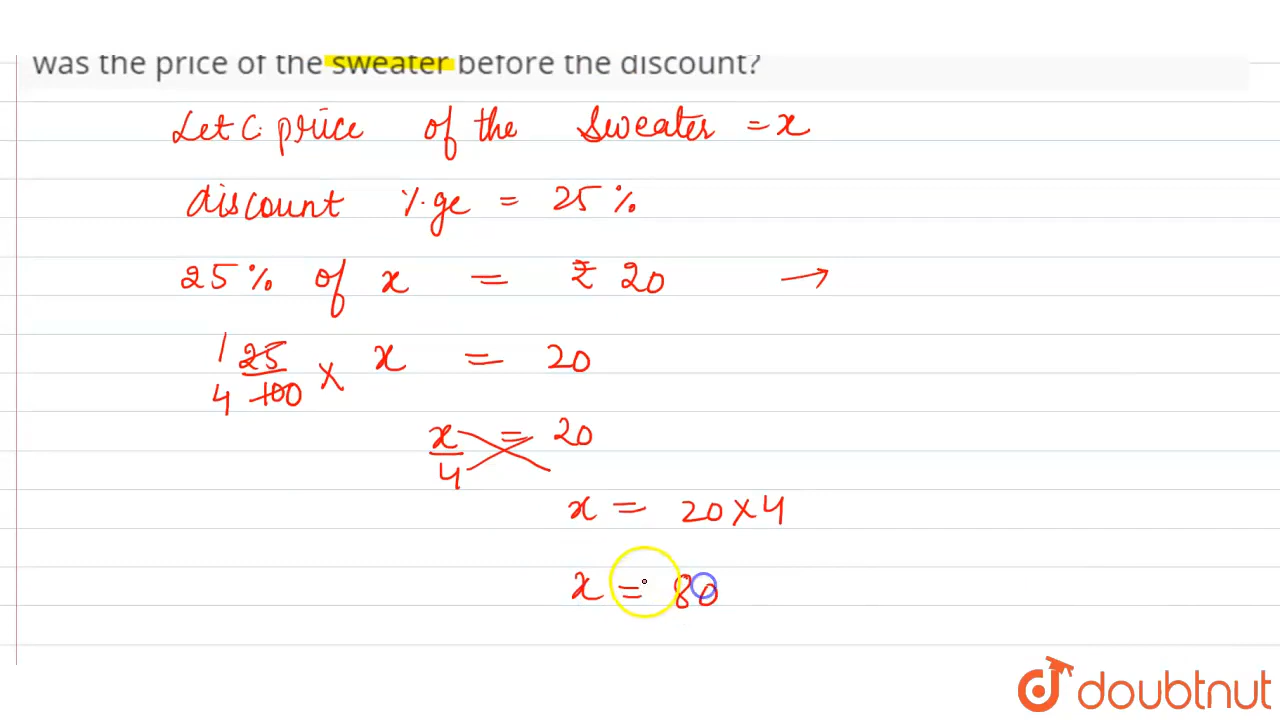 was the price of the sweater before the discount?
Let C. price of the Sweater = x
discount %.ge = 25 %
25 % of x = ₹ 20 →
1 25
4 100 × x = 20
x = 20
4
x = 20 × 4
x = 80
doubtnut